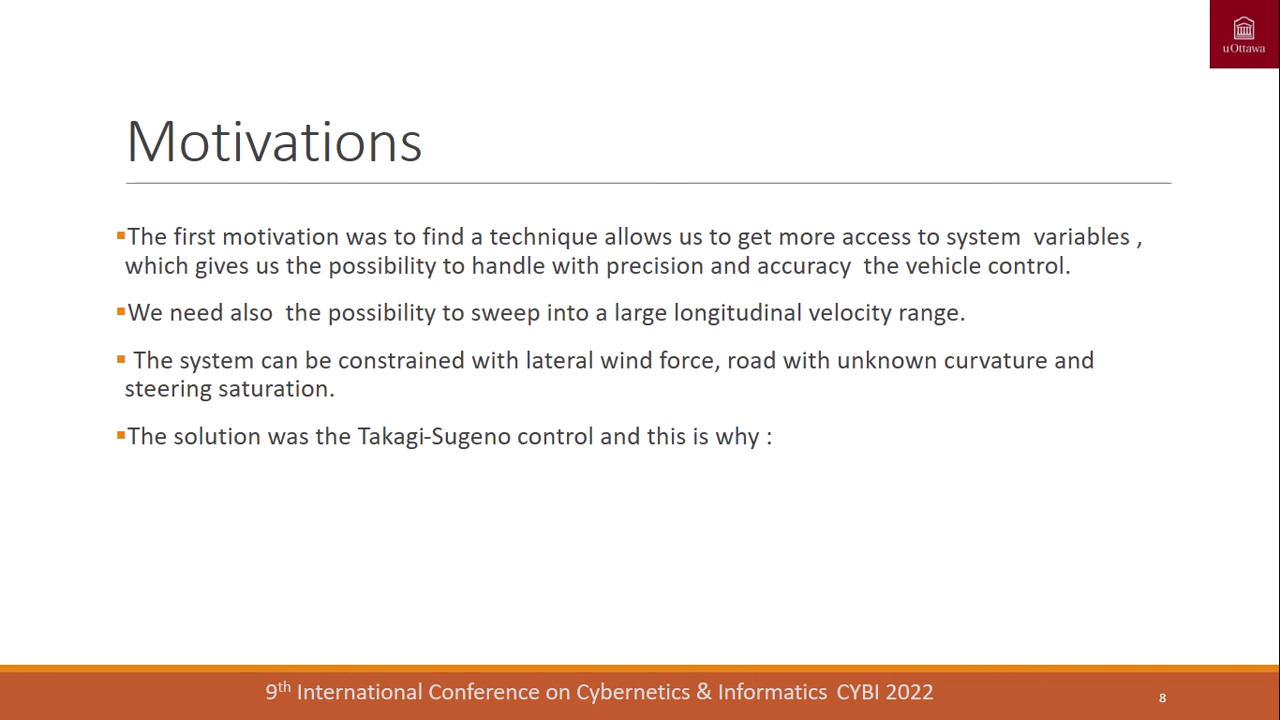 uOttawa
Motivations
▪The first motivation was to find a technique allows us to get more access to system variables ,
which gives us the possibility to handle with precision and accuracy the vehicle control.
▪We need also the possibility to sweep into a large longitudinal velocity range.
▪ The system can be constrained with lateral wind force, road with unknown curvature and
steering saturation.
▪The solution was the Takagi-Sugeno control and this is why :
9th International Conference on Cybernetics & Informatics CYBI 2022
8